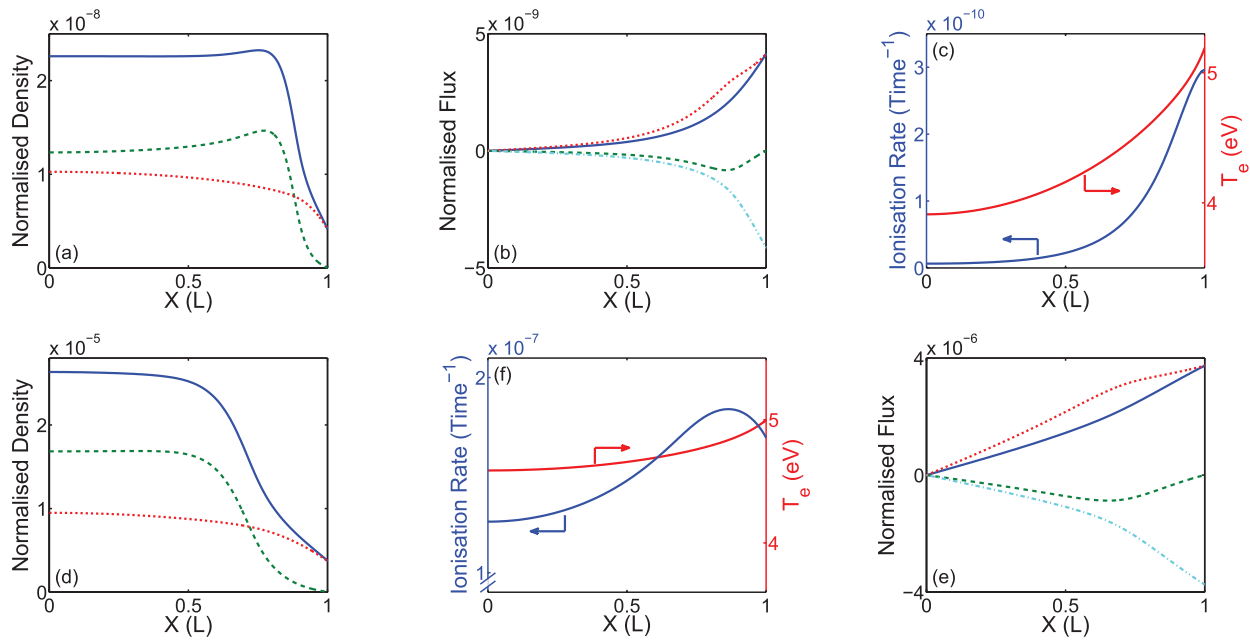 x 10⁻⁸
Normalised Density
2
1
0
(a)
0
0.5
1
X (L)
x 10⁻⁹
Normalised Flux
5
0
−5
(b)
0
0.5
1
X (L)
x 10⁻¹⁰
Ionisation Rate (Time⁻¹)
3
2
1
0
(c)
5
4
T_e (eV)
0
0.5
1
X (L)
x 10⁻⁵
Normalised Density
2
1
0
(d)
0
0.5
1
X (L)
x 10⁻⁷
Ionisation Rate (Time⁻¹)
2
1
(f)
5
4
T_e (eV)
0
0.5
1
X (L)
x 10⁻⁶
Normalised Flux
4
0
−4
(e)
0
0.5
1
X (L)